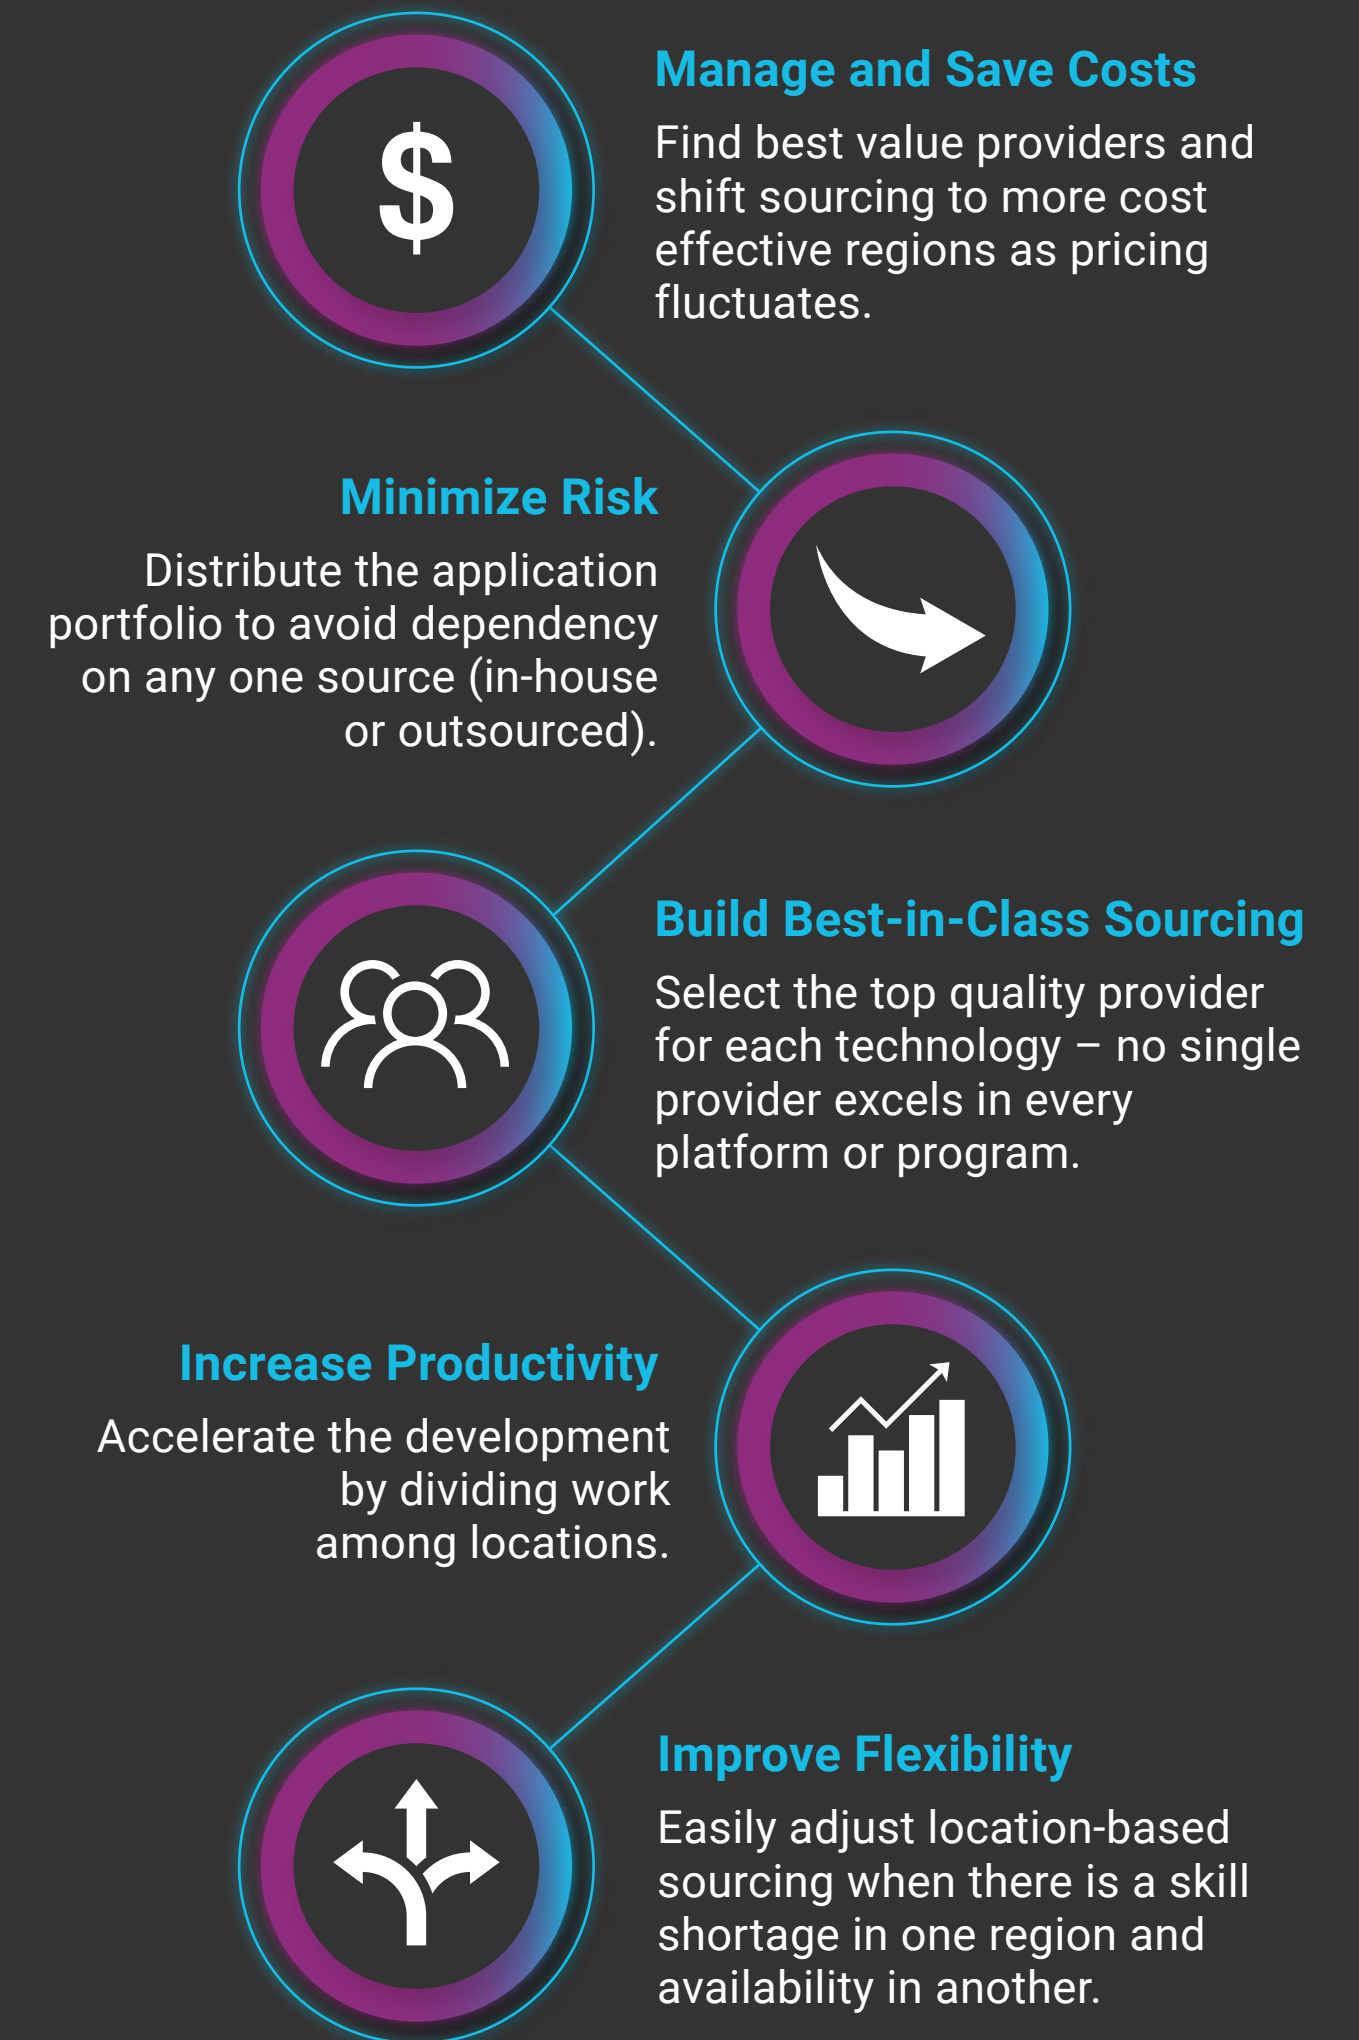 $
Manage and Save Costs
Find best value providers and
shift sourcing to more cost
effective regions as pricing
fluctuates.
Minimize Risk
Distribute the application
portfolio to avoid dependency
on any one source (in-house
or outsourced).
Build Best-in-Class Sourcing
Select the top quality provider
for each technology – no single
provider excels in every
platform or program.
Increase Productivity
Accelerate the development
by dividing work
among locations.
Improve Flexibility
Easily adjust location-based
sourcing when there is a skill
shortage in one region and
availability in another.